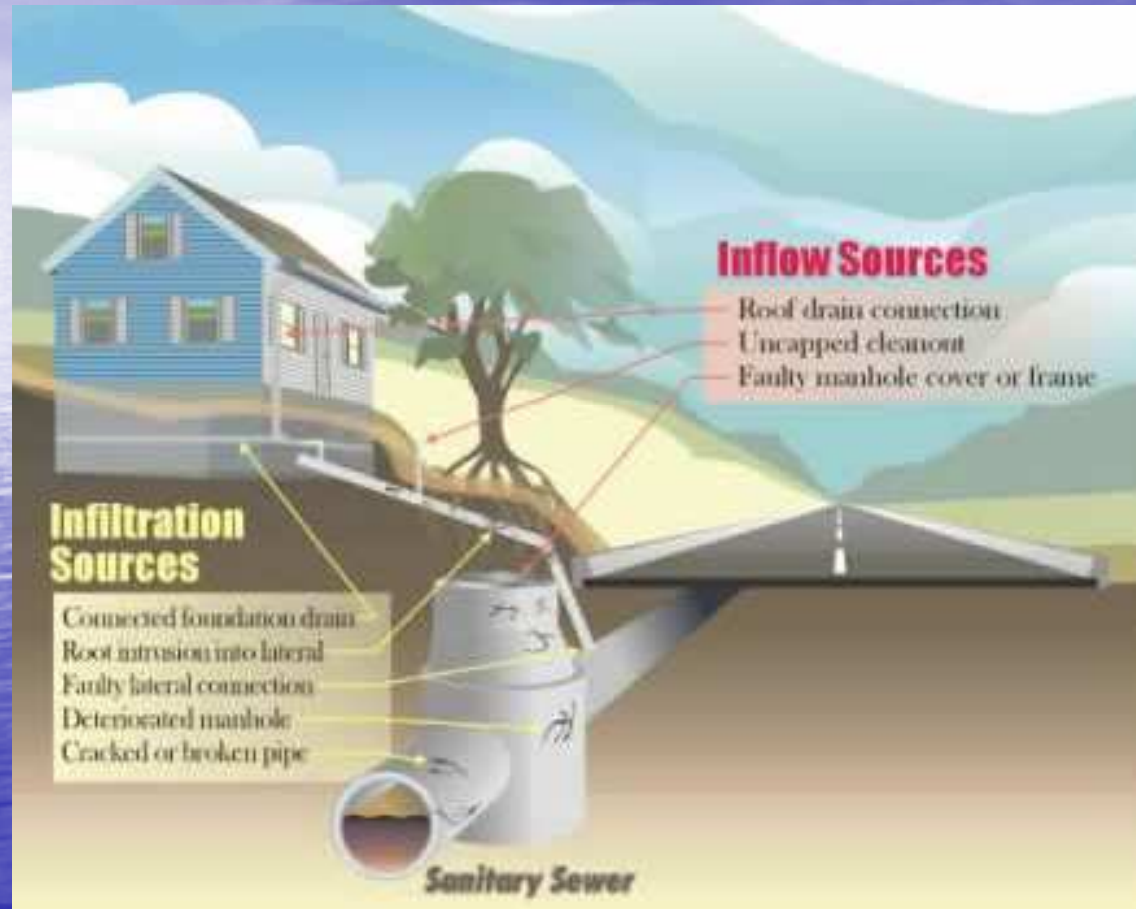 Inflow Sources
Roof drain connection
Uncapped cleanout
Faulty manhole cover or frame
Infiltration
Sources
Connected foundation drain
Root intrusion into lateral
Faulty lateral connection
Deteriorated manhole
Cracked or broken pipe
Sanitary Sewer